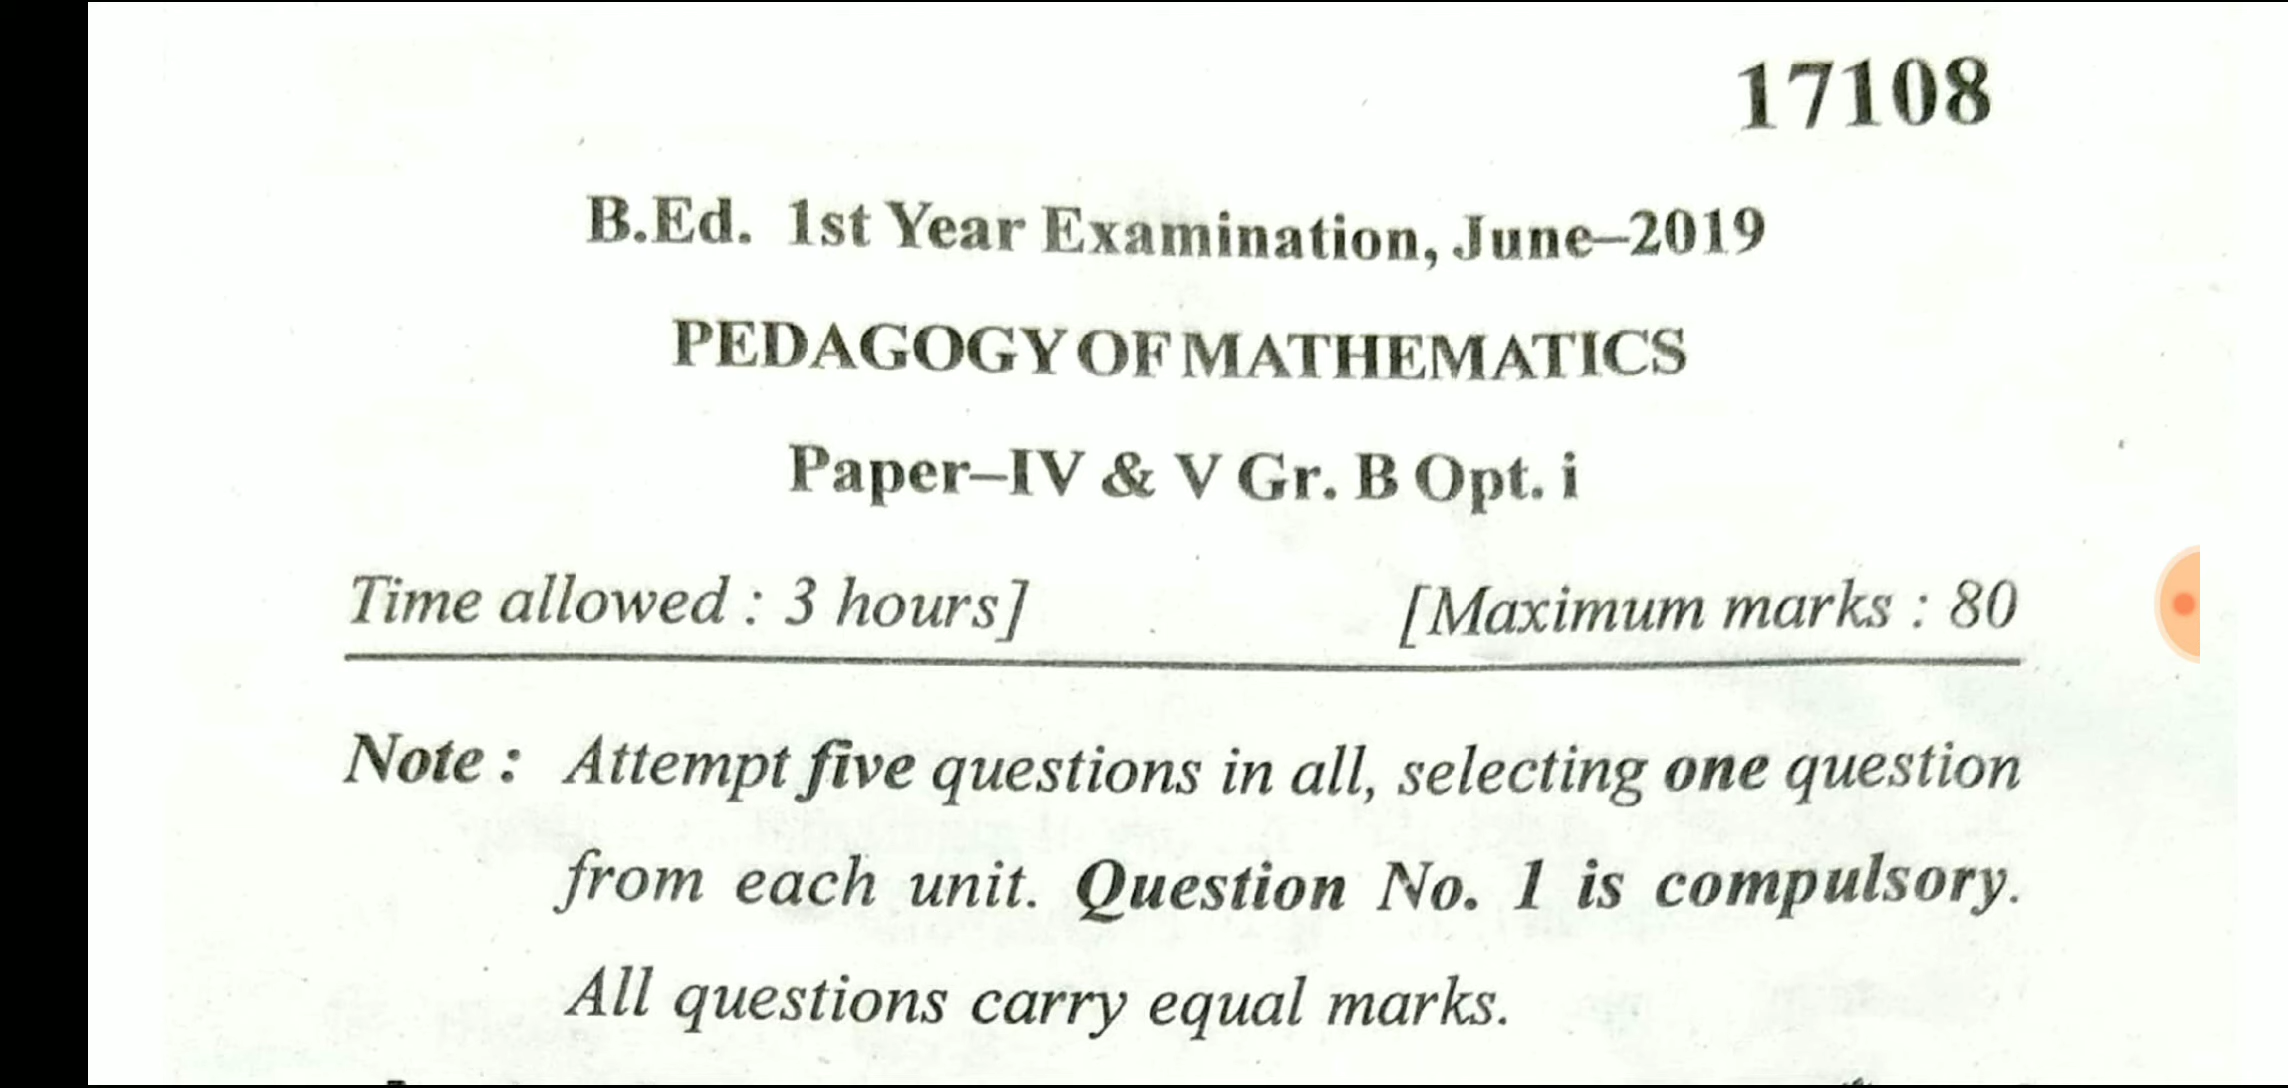 17108
B.Ed. 1st Year Examination, June–2019
PEDAGOGY OF MATHEMATICS
Paper–IV & V Gr. B Opt. i
Time allowed : 3 hours] [Maximum marks : 80
Note : Attempt five questions in all, selecting one question
from each unit. Question No. 1 is compulsory.
All questions carry equal marks.